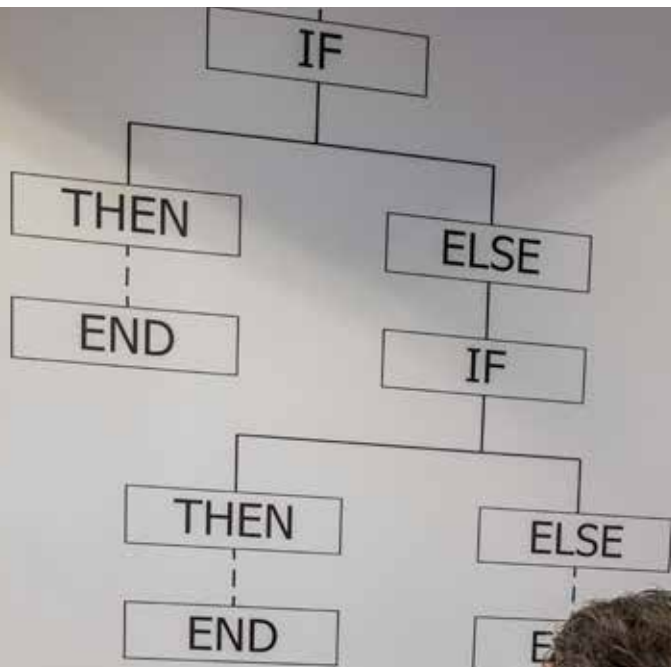 IF
THEN
ELSE
END
IF
THEN
ELSE
END